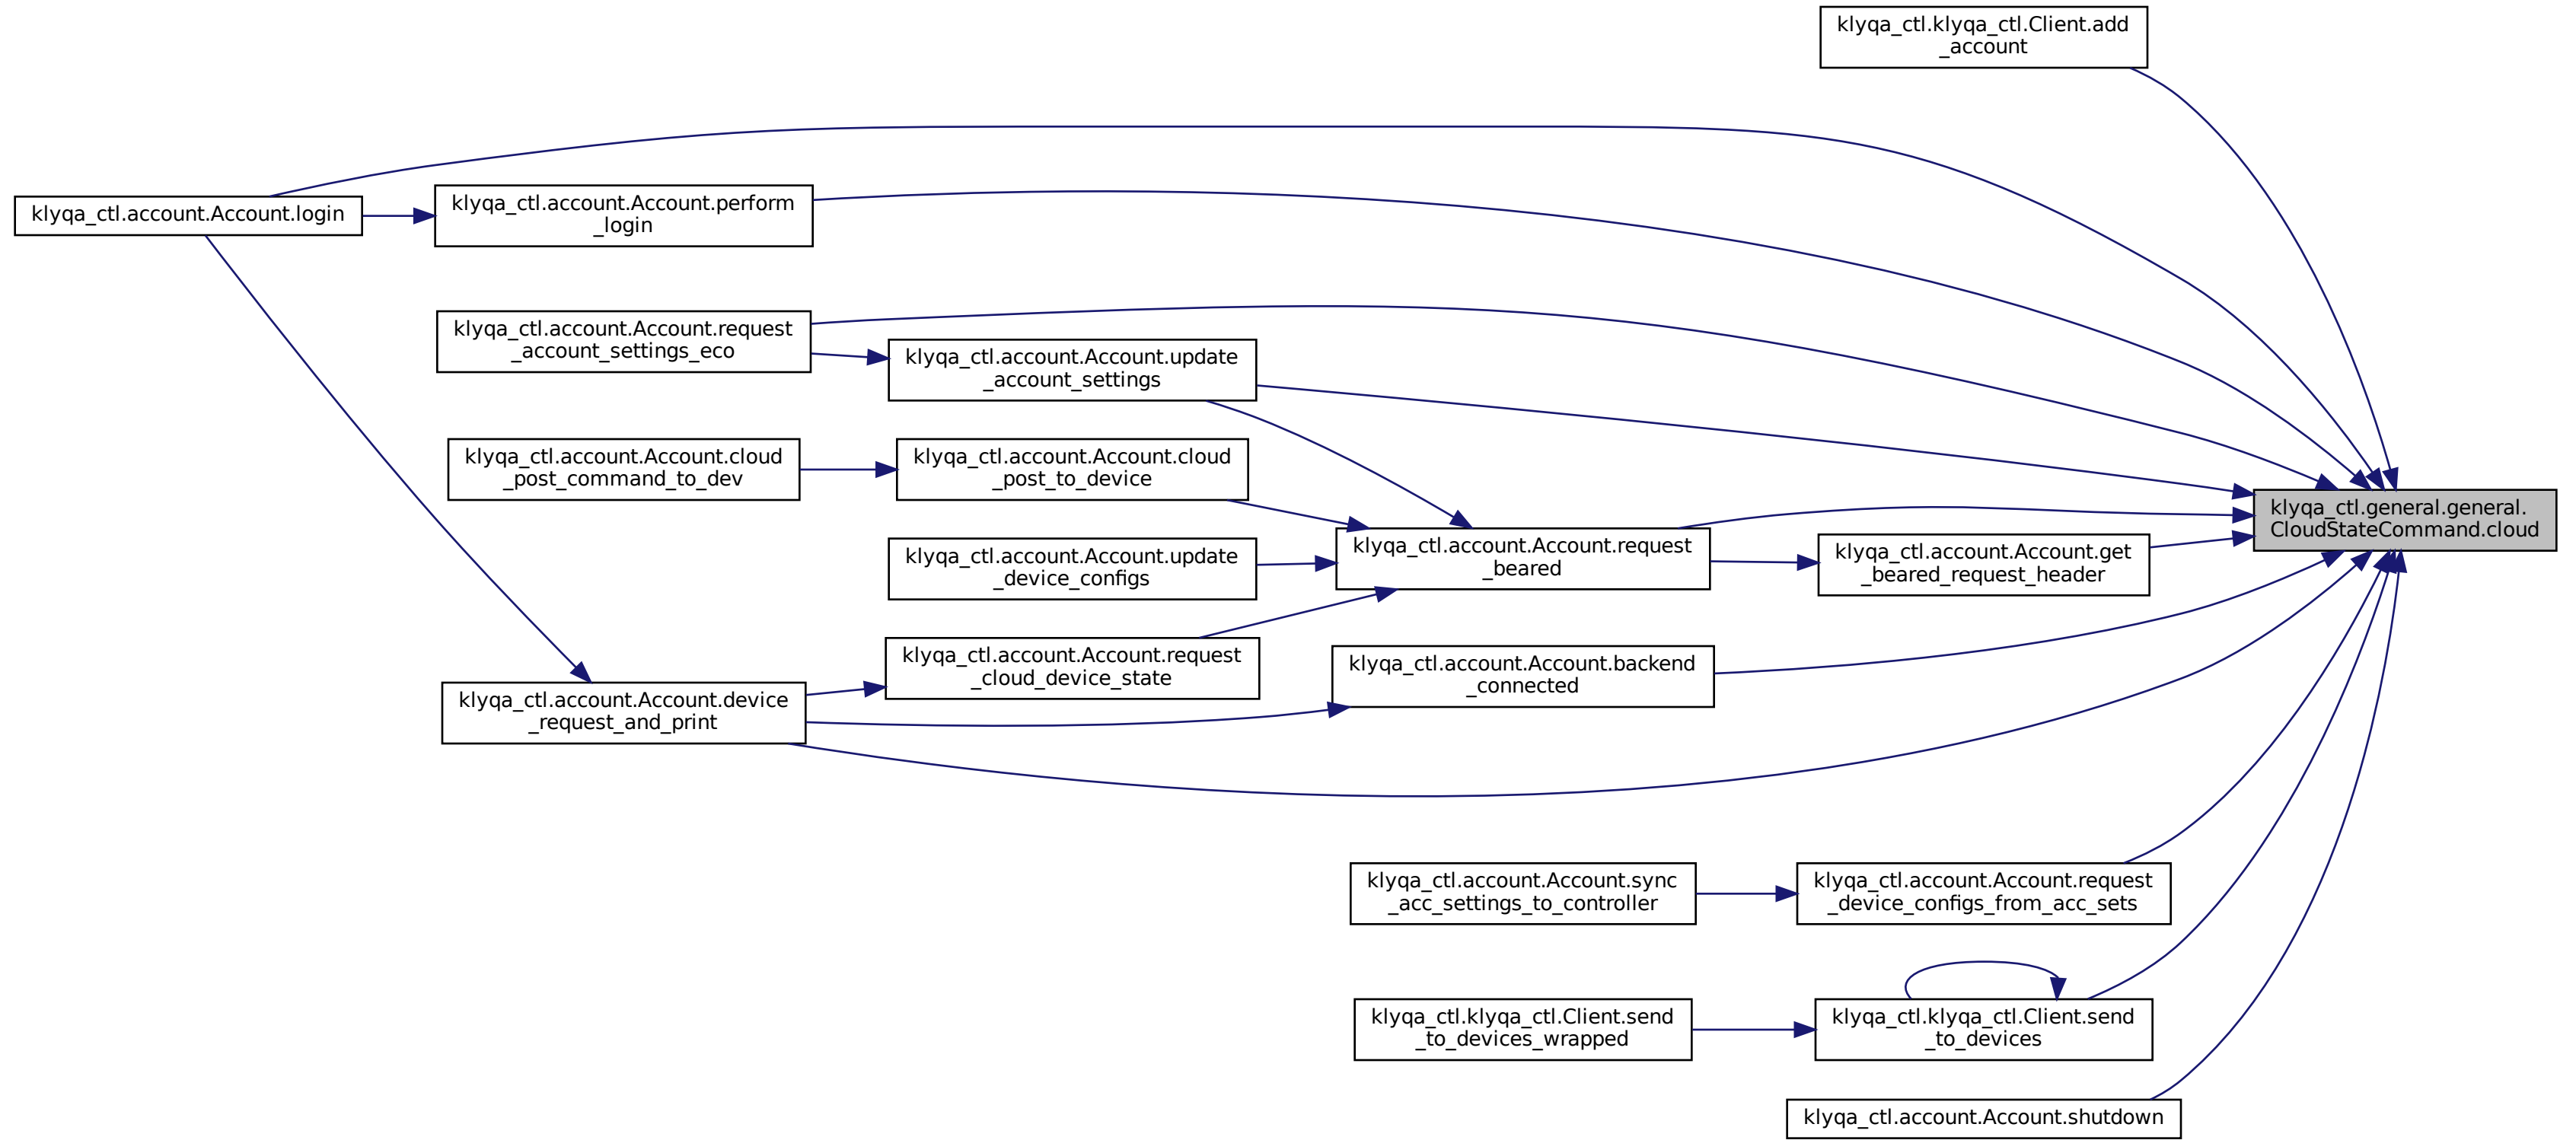 klyqa_ctl.klyqa_ctl.Client.add
_account
klyqa_ctl.account.Account.login
klyqa_ctl.account.Account.perform
_login
klyqa_ctl.account.Account.request
_account_settings_eco
klyqa_ctl.account.Account.update
_account_settings
klyqa_ctl.account.Account.cloud
_post_command_to_dev
klyqa_ctl.account.Account.cloud
_post_to_device
klyqa_ctl.general.general.
CloudStateCommand.cloud
klyqa_ctl.account.Account.update
_device_configs
klyqa_ctl.account.Account.request
_beared
klyqa_ctl.account.Account.get
_beared_request_header
klyqa_ctl.account.Account.device
_request_and_print
klyqa_ctl.account.Account.request
_cloud_device_state
klyqa_ctl.account.Account.backend
_connected
klyqa_ctl.account.Account.sync
_acc_settings_to_controller
klyqa_ctl.account.Account.request
_device_configs_from_acc_sets
klyqa_ctl.klyqa_ctl.Client.send
_to_devices_wrapped
klyqa_ctl.klyqa_ctl.Client.send
_to_devices
klyqa_ctl.account.Account.shutdown